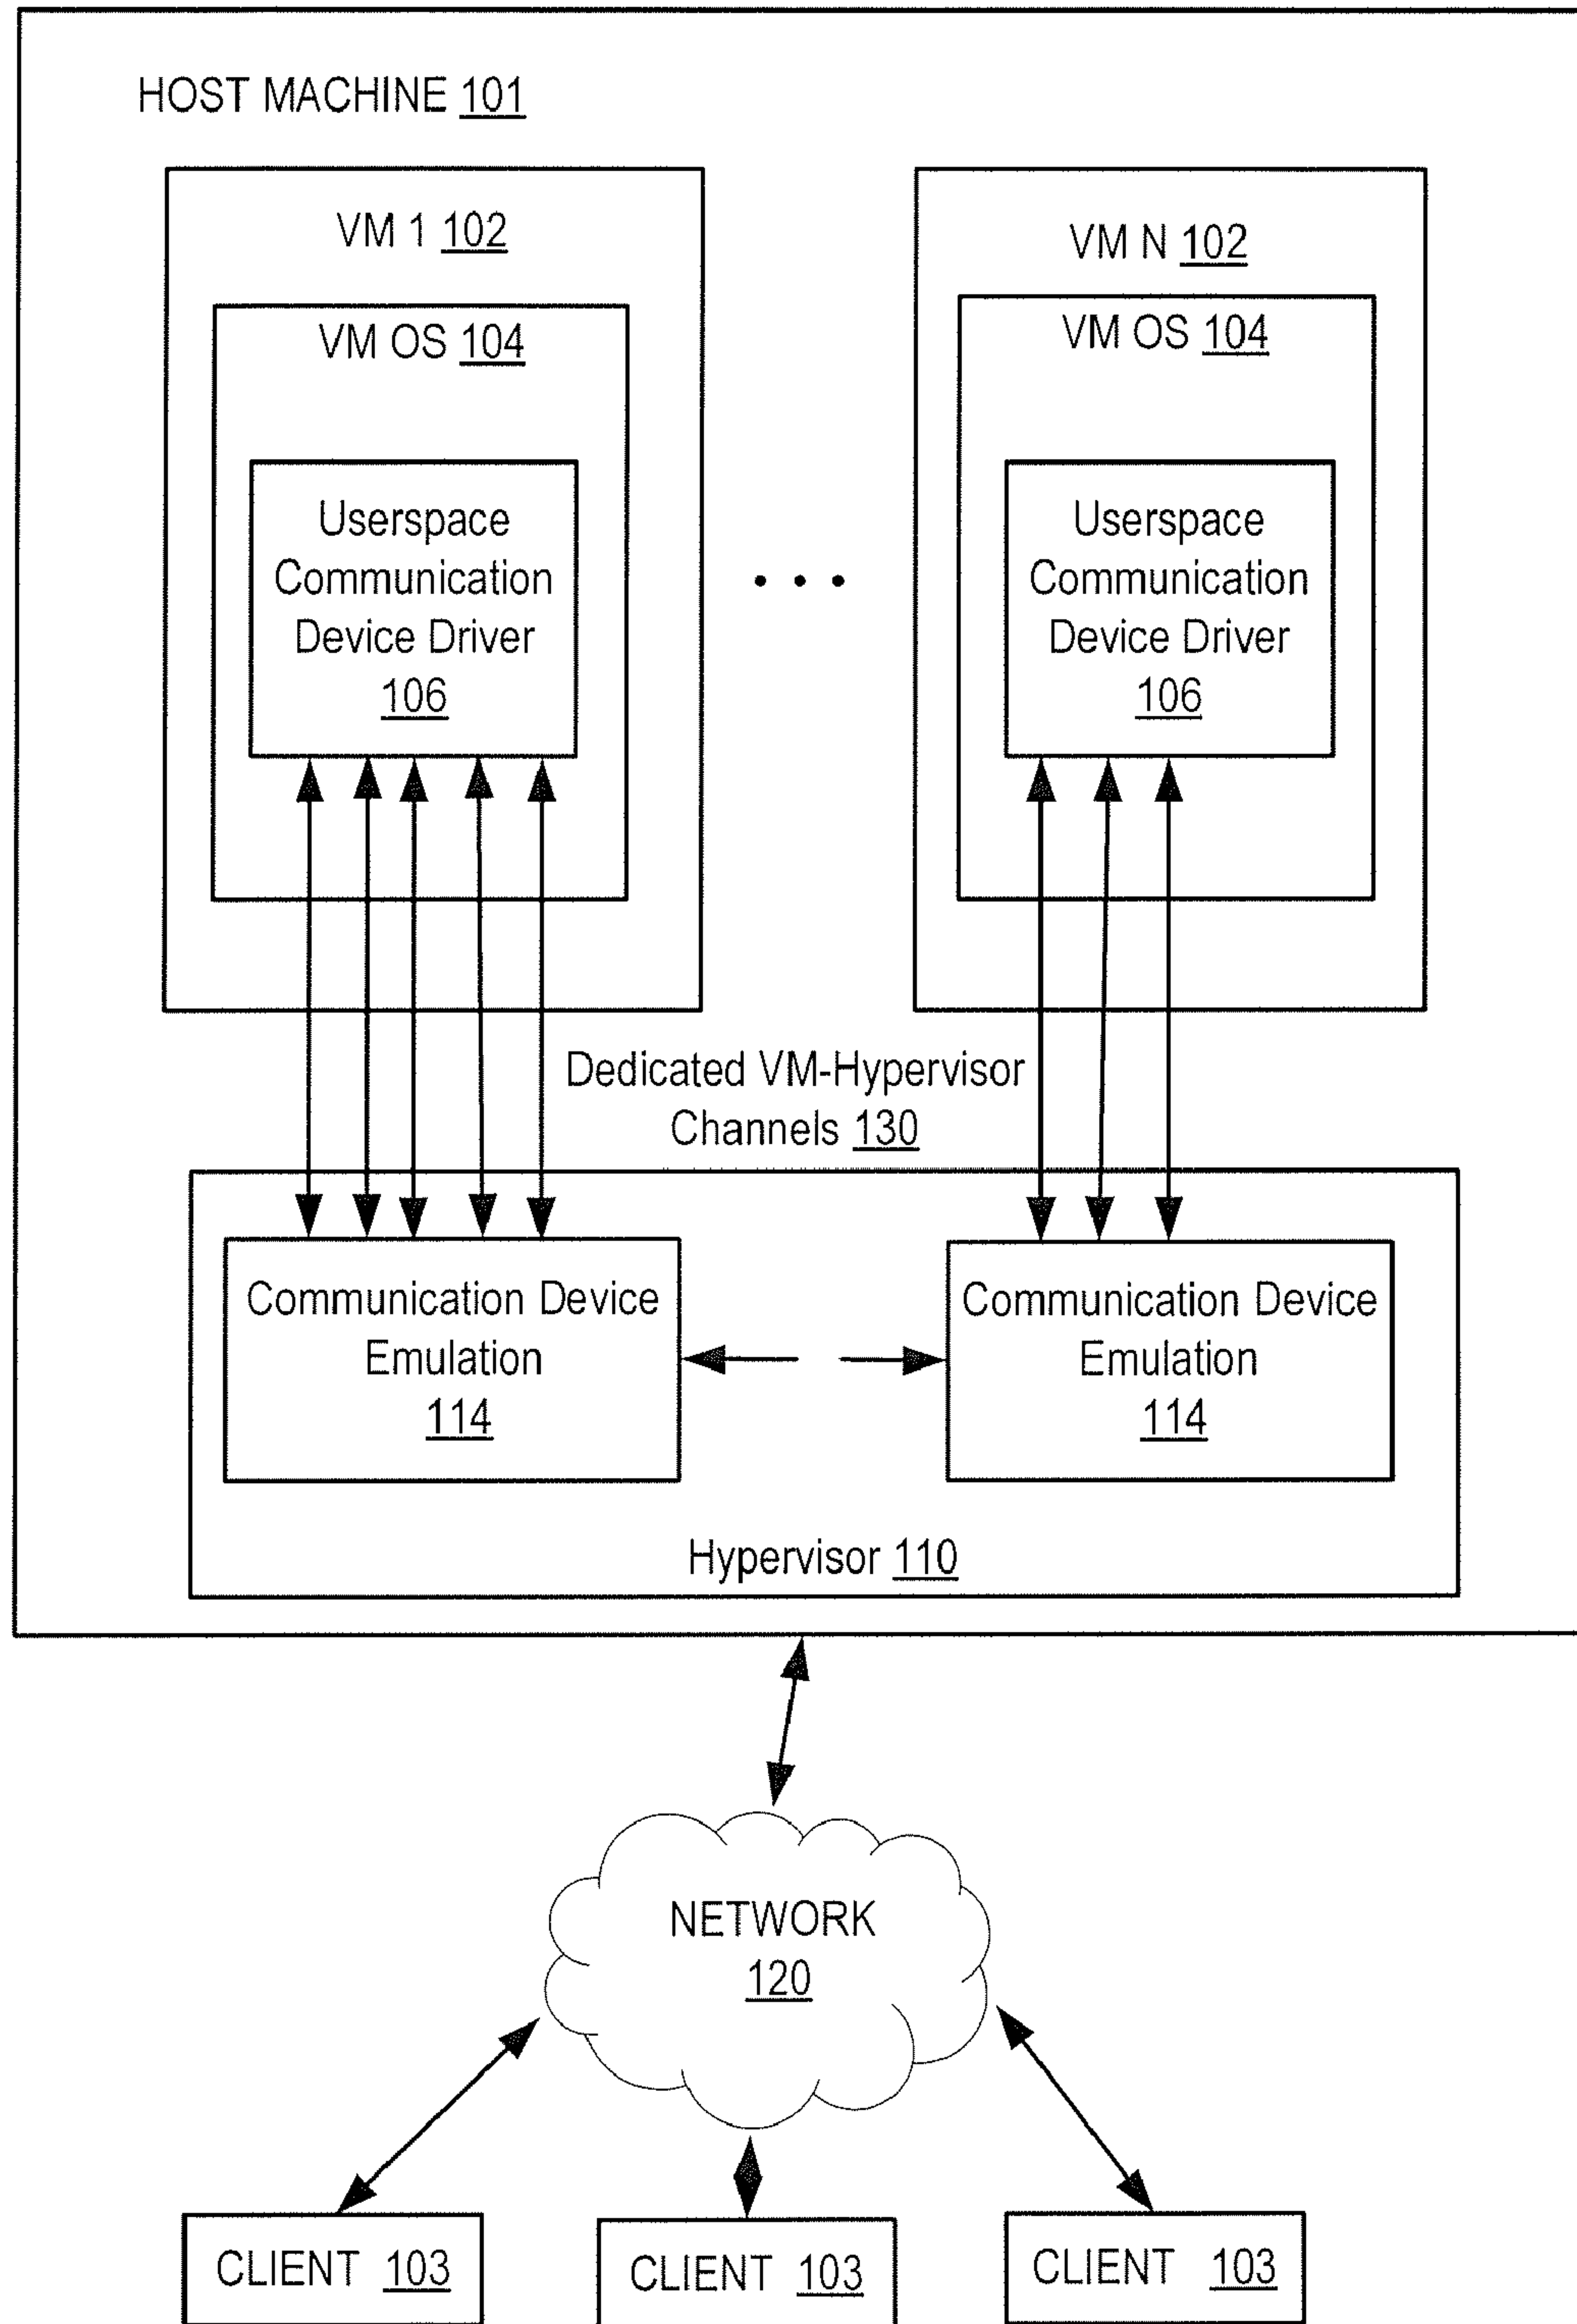 HOST MACHINE 101
VM 1 102
VM OS 104
Userspace
Communication
Device Driver
106
. . .
VM N 102
VM OS 104
Userspace
Communication
Device Driver
106
Dedicated VM-Hypervisor
Channels 130
Communication Device
Emulation
114
Communication Device
Emulation
114
Hypervisor 110
NETWORK
120
CLIENT 103
CLIENT 103
CLIENT 103